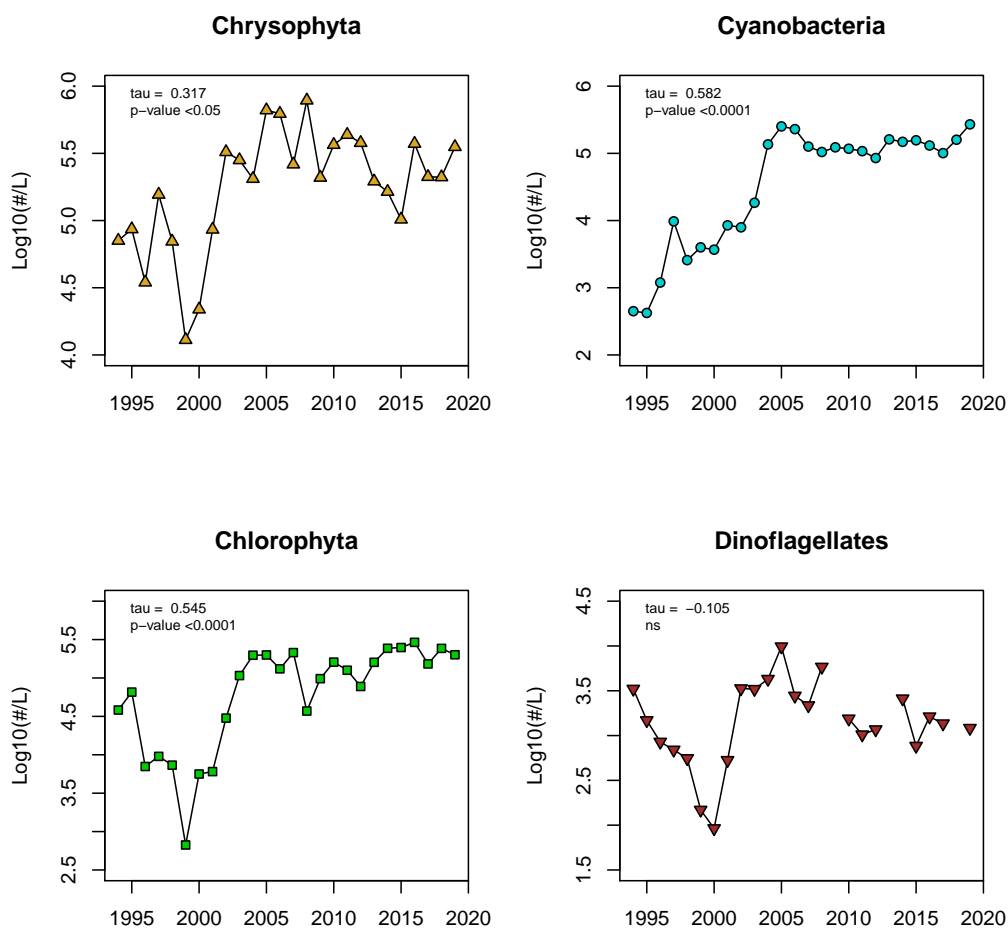 Chrysophyta
tau = 0.317
p−value <0.05
Log10(#/L)
6.0
5.5
5.0
4.5
4.0
1995 2000 2005 2010 2015 2020
Cyanobacteria
tau = 0.582
p−value <0.0001
Log10(#/L)
6
5
4
3
2
1995 2000 2005 2010 2015 2020
Chlorophyta
tau = 0.545
p−value <0.0001
Log10(#/L)
5.5
4.5
3.5
2.5
1995 2000 2005 2010 2015 2020
Dinoflagellates
tau = −0.105
ns
Log10(#/L)
4.5
3.5
2.5
1.5
1995 2000 2005 2010 2015 2020